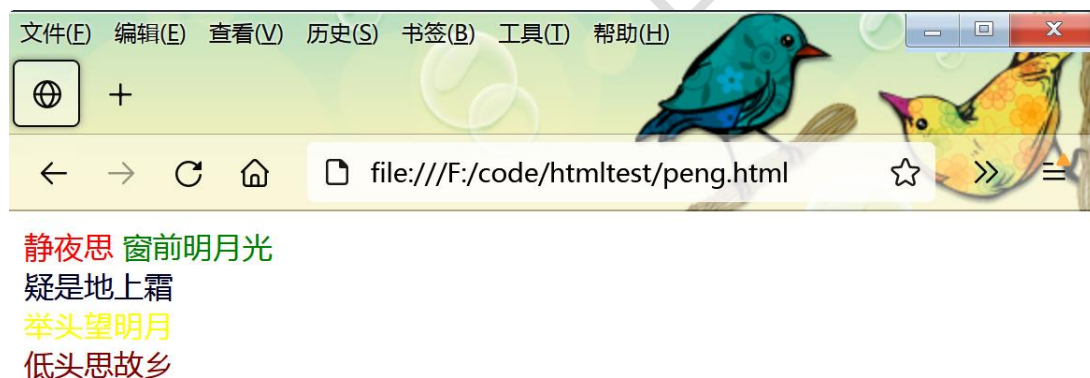 文件(F) 编辑(E) 查看(V) 历史(S) 书签(B) 工具(T) 帮助(H)
file:///F:/code/htmltest/peng.html
静夜思 窗前明月光
疑是地上霜
举头望明月
低头思故乡